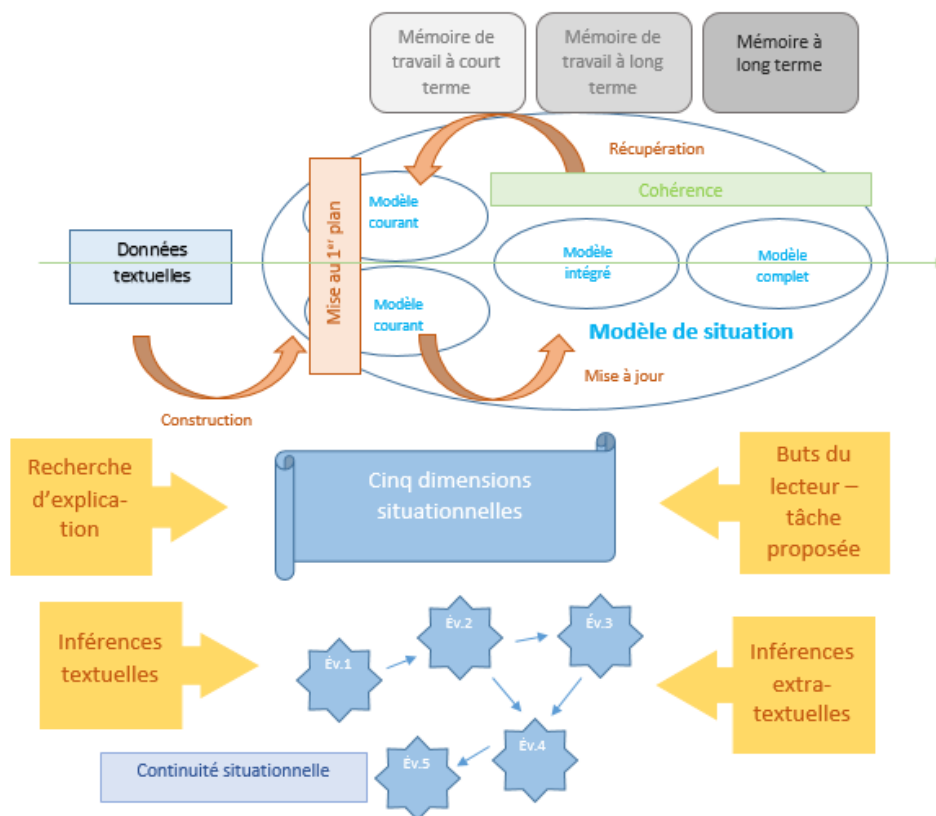 Mémoire de
travail à court
terme
Mémoire de
travail à long
terme
Mémoire à
long terme
Récupération
Cohérence
Modèle
courant
Mise au 1er plan
Données
textuelles
Modèle
intégré
Modèle
complet
Modèle
courant
Modèle de situation
Mise à jour
Construction
Recherche
d'explica-
tion
Cinq dimensions
situationnelles
Buts du
lecteur –
tâche
proposée
Inférences
textuelles
Év.1
Év.2
Év.3
Év.4
Év.5
Inférences
extra-
textuelles
Continuité situationnelle